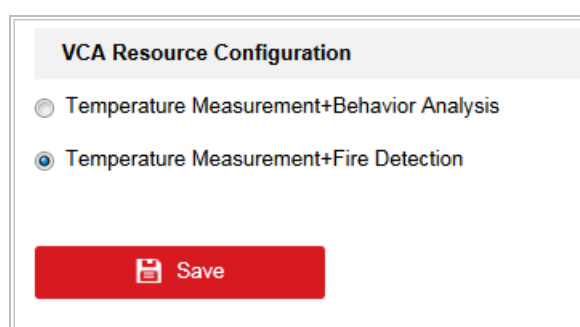 VCA Resource Configuration
Temperature Measurement+Behavior Analysis
Temperature Measurement+Fire Detection
Save